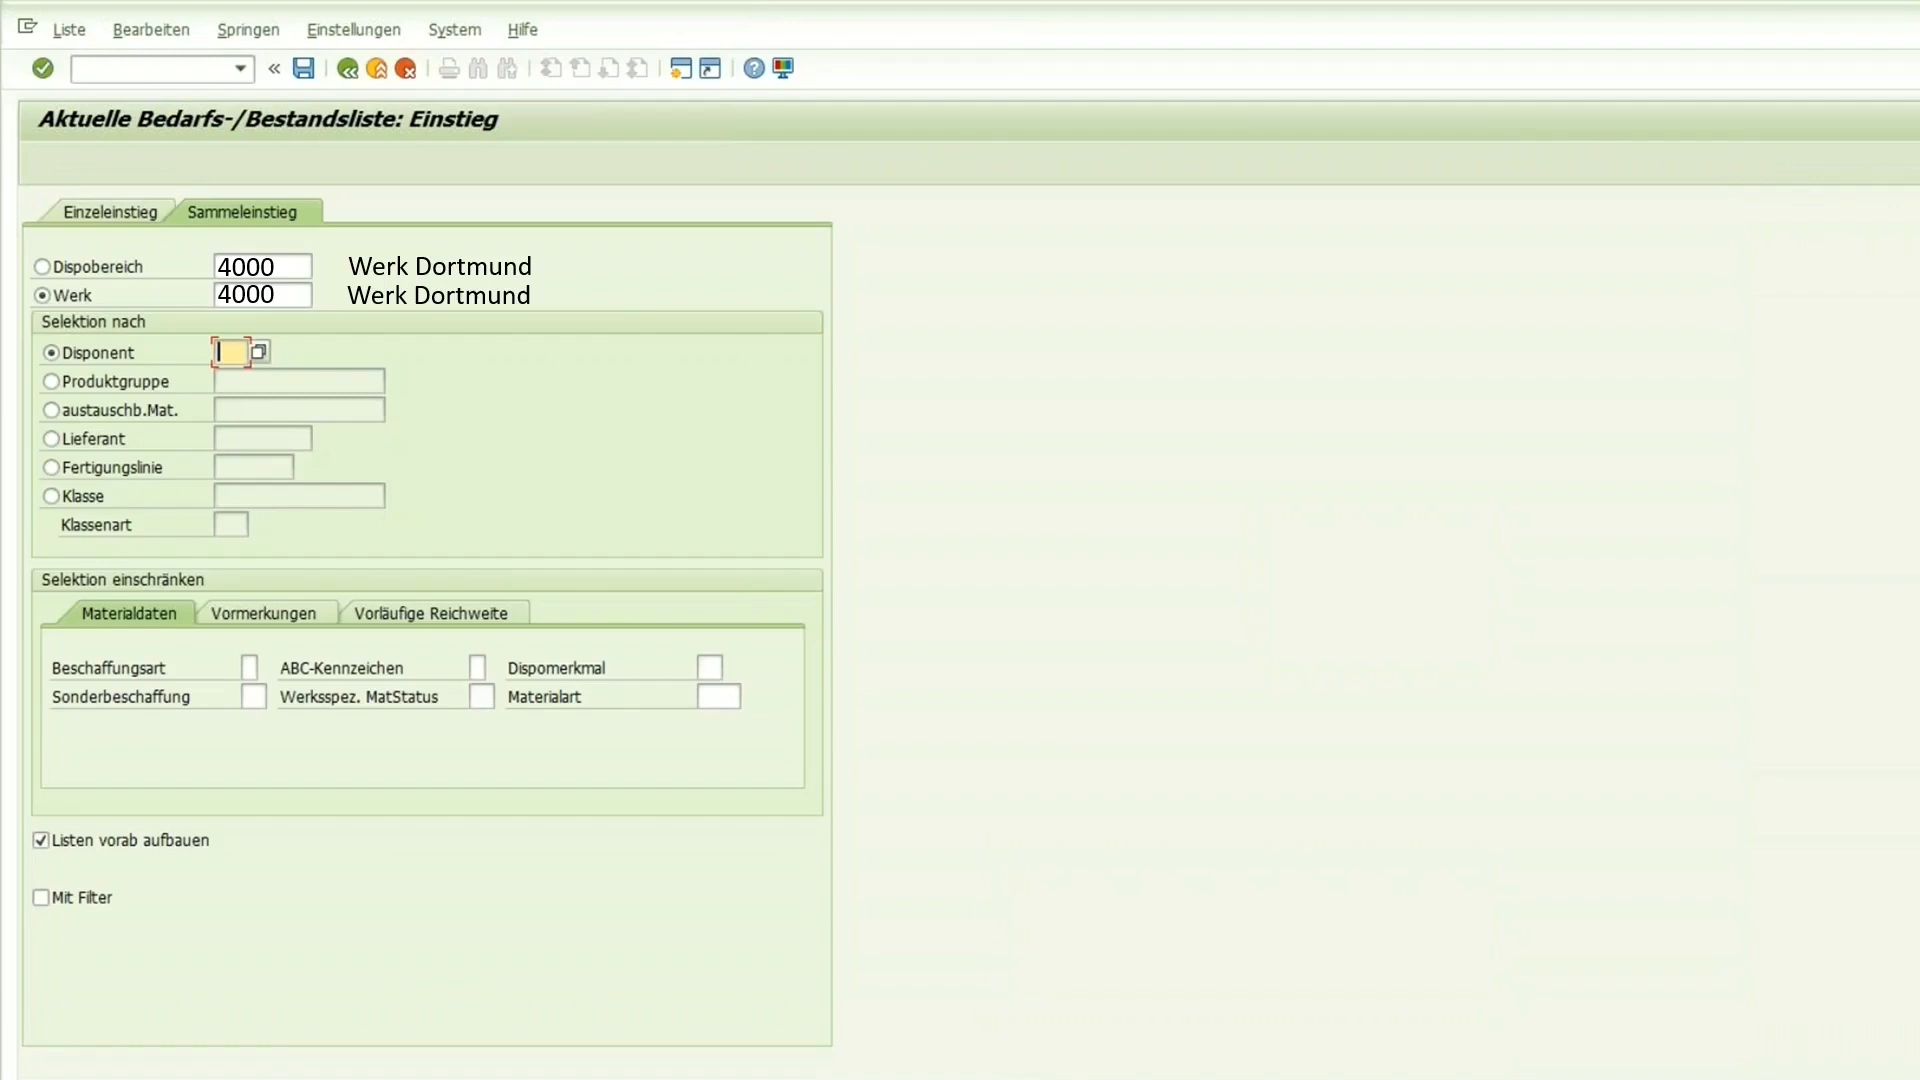 Liste Bearbeiten Springen Einstellungen System Hilfe
Aktuelle Bedarfs-/Bestandsliste: Einstieg
Einzeleinstieg Sammeleinstieg
Dispobereich 4000 Werk Dortmund
Werk 4000 Werk Dortmund
Selektion nach
Disponent
Produktgruppe
austauschb.Mat.
Lieferant
Fertigungslinie
Klasse
Klassenart
Selektion einschränken
Materialdaten Vormerkungen Vorläufige Reichweite
Beschaffungsart ABC-Kennzeichen Dispomerkmal
Sonderbeschaffung Werksspez. MatStatus Materialart
Listen vorab aufbauen
Mit Filter